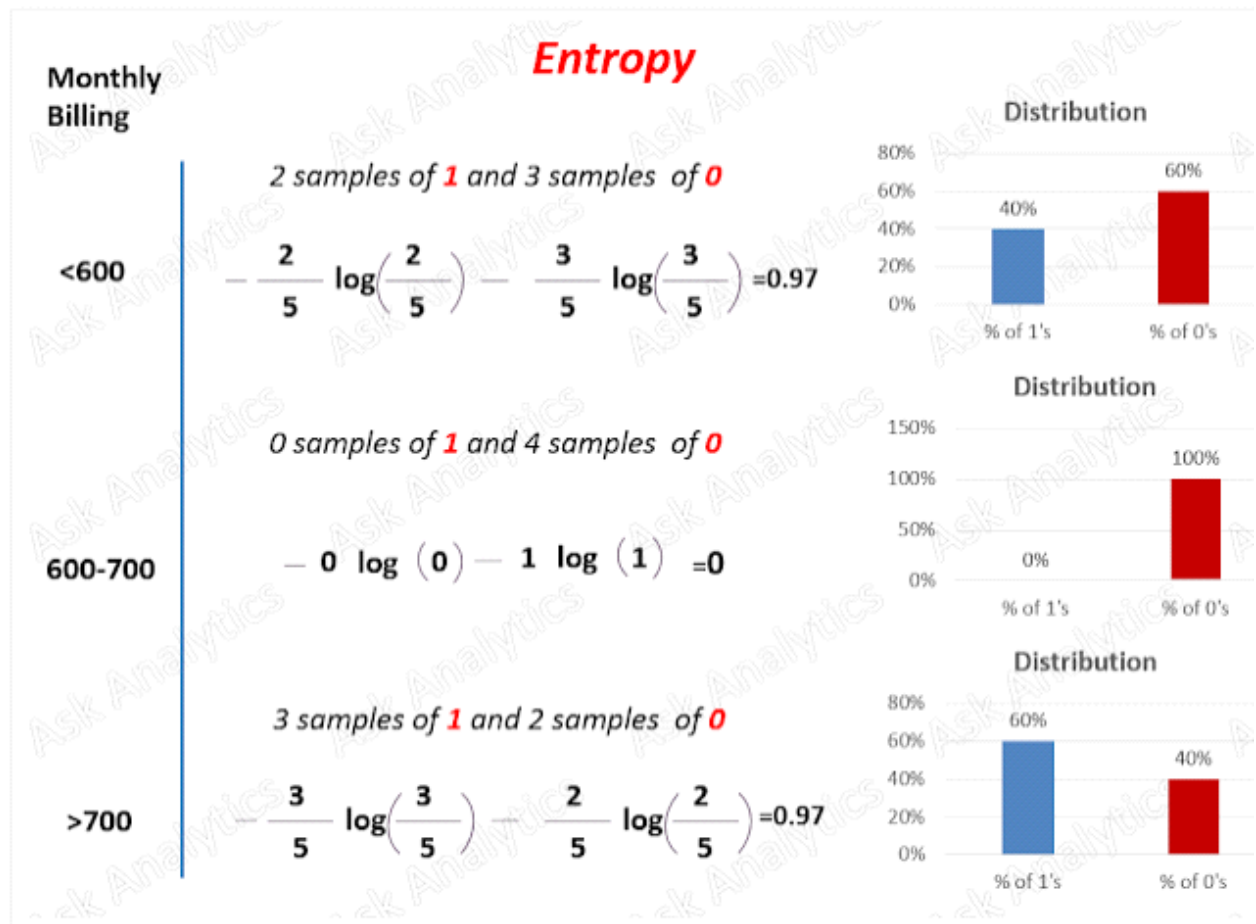 Entropy
Monthly
Billing
2 samples of 1 and 3 samples of 0
<600
− 2/5 log(2/5) − 3/5 log(3/5) =0.97
Distribution
80%
60%
40%
20%
0%
40%
60%
% of 1's
% of 0's
0 samples of 1 and 4 samples of 0
600-700
− 0 log (0) − 1 log (1) =0
Distribution
150%
100%
50%
0%
0%
100%
% of 1's
% of 0's
3 samples of 1 and 2 samples of 0
>700
− 3/5 log(3/5) − 2/5 log(2/5) =0.97
Distribution
80%
60%
40%
20%
0%
60%
40%
% of 1's
% of 0's
Ask Analytics